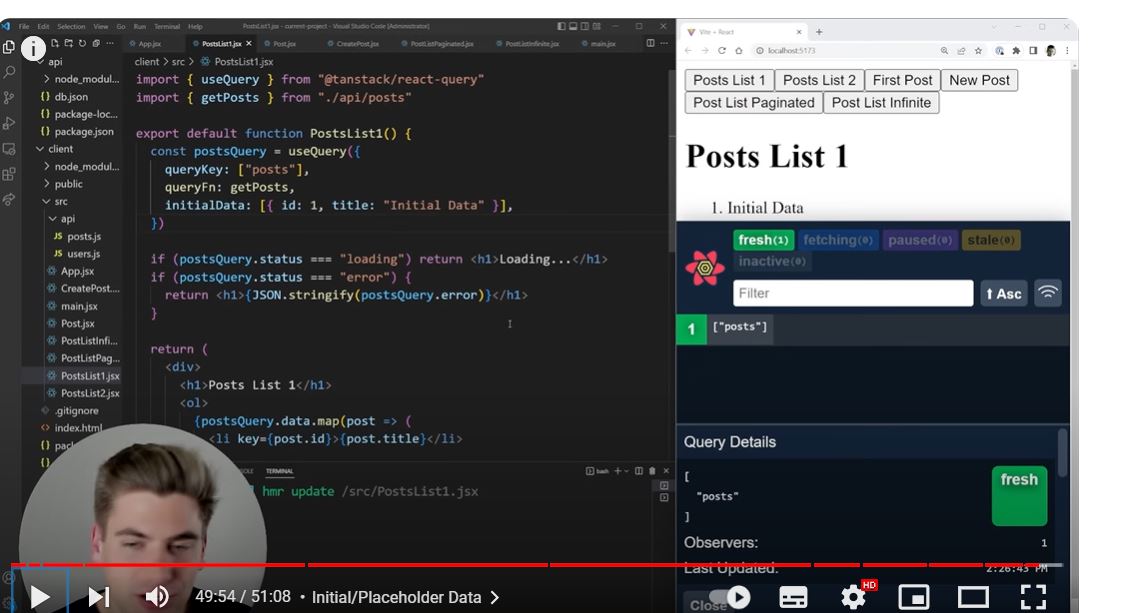 File Edit Selection View Go Run Terminal Help
PostsList1.jsx - current-project - Visual Studio Code [Administrator]
App.jsx PostsList1.jsx Post.jsx CreatePost.jsx PostListPaginated.jsx PostListInfinite.jsx main.jsx
client > src > PostsList1.jsx
api
node_modul...
db.json
package-loc...
package.json
client
node_modul...
public
src
api
JS posts.js
JS users.js
App.jsx
CreatePost....
main.jsx
Post.jsx
PostListInfi...
PostListPag...
PostsList1.jsx
PostsList2.jsx
.gitignore
index.html
import { useQuery } from "@tanstack/react-query"
import { getPosts } from "./api/posts"
export default function PostsList1() {
const postsQuery = useQuery({
queryKey: ["posts"],
queryFn: getPosts,
initialData: [{ id: 1, title: "Initial Data" }],
})
if (postsQuery.status === "loading") return <h1>Loading...</h1>
if (postsQuery.status === "error") {
return <h1>{JSON.stringify(postsQuery.error)}</h1>
}
return (
<div>
<h1>Posts List 1</h1>
<ol>
{postsQuery.data.map(post => (
<li key={post.id}>{post.title}</li>
TERMINAL
bash
hmr update /src/PostsList1.jsx
Vite + React
localhost:5173
Posts List 1 Posts List 2 First Post New Post
Post List Paginated Post List Infinite
Posts List 1
1. Initial Data
fresh(1) fetching(0) paused(0) stale(0)
inactive(0)
Filter
Asc
1 ["posts"]
Query Details
[
"posts"
]
fresh
Observers: 1
Last Updated: 2:26:43 PM
Close
49:54 / 51:08 • Initial/Placeholder Data
HD